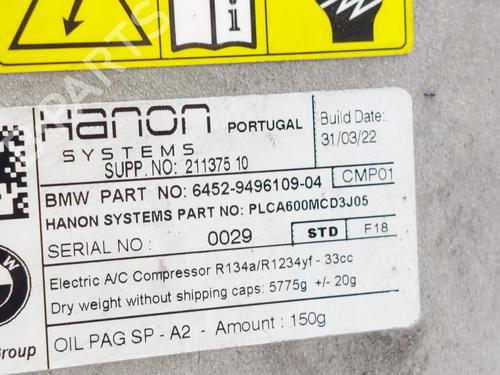 Hanon
SYSTEMS
PORTUGAL
Build Date:
31/03/22
SUPP. NO: 211375 10
BMW PART NO: 6452-9496109-04
CMP01
HANON SYSTEMS PART NO: PLCA600MCD3J05
SERIAL NO : 0029 STD F18
Electric A/C Compressor R134a/R1234yf - 33cc
Dry weight without shipping caps: 5775g +/- 20g
Group
OIL PAG SP - A2 - Amount : 150g